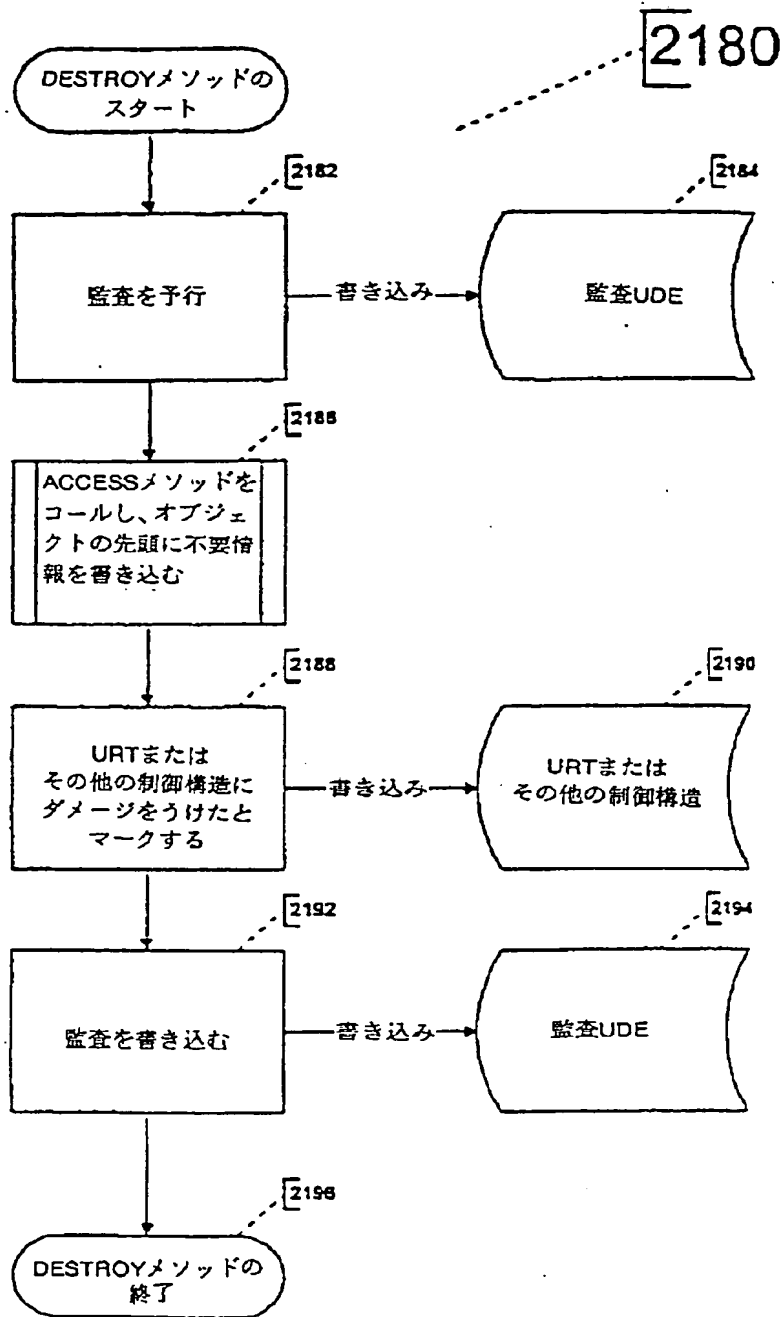 2180
DESTROYメソッドの
スタート
2182
2184
監査を予行
書き込み
監査UDE
2186
ACCESSメソッドを
コールし、オブジェ
クトの先頭に不要情
報を書き込む
2188
2190
URTまたは
その他の制御構造に
ダメージをうけたと
マークする
書き込み
URTまたは
その他の制御構造
2192
2194
監査を書き込む
書き込み
監査UDE
2196
DESTROYメソッドの
終了